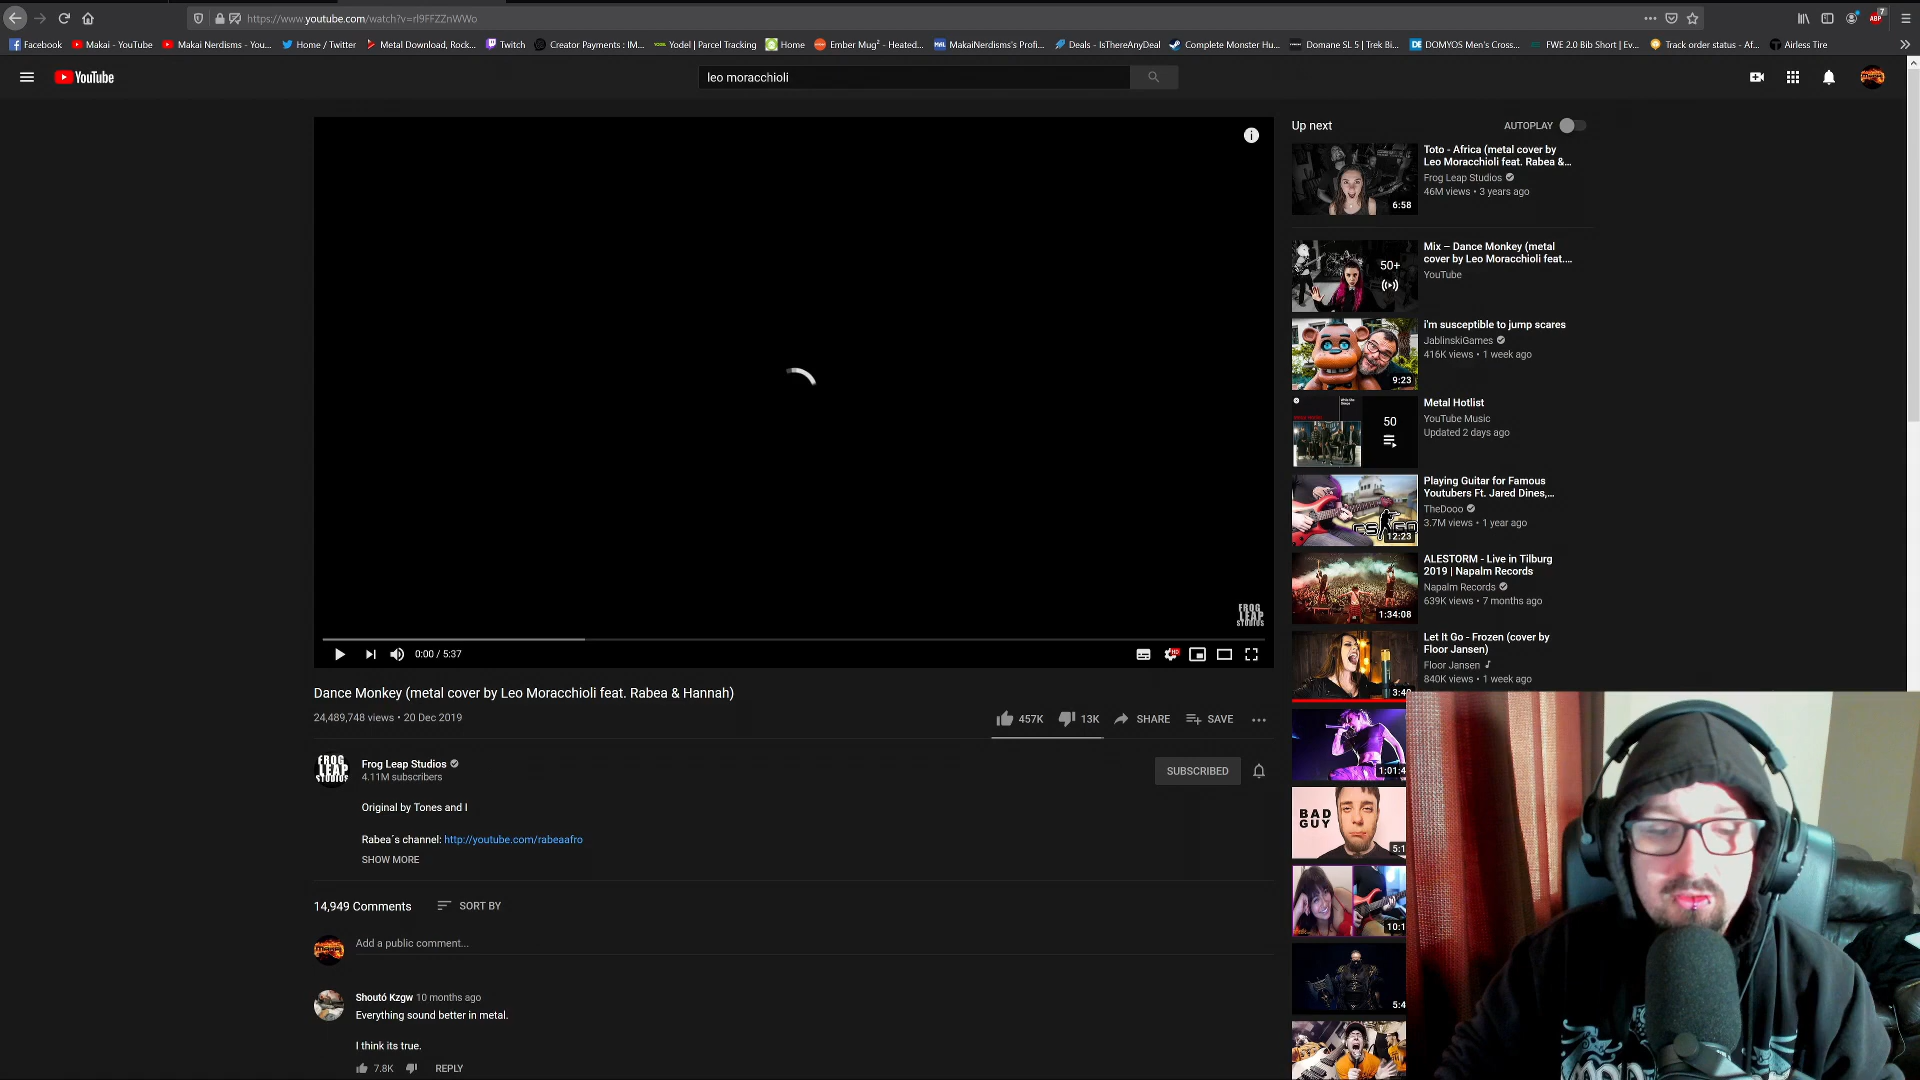 https://www.youtube.com/watch?v=rl9FFZZnWWo
7
ABP
Facebook
Makai - YouTube
Makai Nerdisms - You...
Home / Twitter
Metal Download, Rock...
Twitch
Creator Payments : IM...
Yodel | Parcel Tracking
Home
Ember Mug² - Heated...
MakaiNerdisms's Profi...
Deals - IsThereAnyDeal
Complete Monster Hu...
Domane SL 5 | Trek Bi...
DOMYOS Men's Cross...
FWE 2.0 Bib Short | Ev...
Track order status - Af...
Airless Tire
YouTube
leo moracchioli
FROG
LEAP
STUDIOS
0:00 / 5:37
HD
Dance Monkey (metal cover by Leo Moracchioli feat. Rabea & Hannah)
24,489,748 views • 20 Dec 2019
457K
13K
SHARE
SAVE
FROG
LEAP
STUDIOS
Frog Leap Studios
4.11M subscribers
SUBSCRIBED
Original by Tones and I
Rabea´s channel: http://youtube.com/rabeaafro
SHOW MORE
14,949 Comments
SORT BY
Add a public comment...
Shoutó Kzgw 10 months ago
Everything sound better in metal.
I think its true.
7.8K
REPLY
Up next
AUTOPLAY
6:58
Toto - Africa (metal cover by
Leo Moracchioli feat. Rabea &...
Frog Leap Studios
46M views • 3 years ago
50+
Mix – Dance Monkey (metal
cover by Leo Moracchioli feat....
YouTube
9:23
i'm susceptible to jump scares
JablinskiGames
416K views • 1 week ago
50
Metal Hotlist
YouTube Music
Updated 2 days ago
CS GO
12:23
Playing Guitar for Famous
Youtubers Ft. Jared Dines,...
TheDooo
3.7M views • 1 year ago
1:34:08
ALESTORM - Live in Tilburg
2019 | Napalm Records
Napalm Records
639K views • 7 months ago
Let It Go - Frozen (cover by
Floor Jansen)
Floor Jansen
840K views • 1 week ago
BAD
GUY